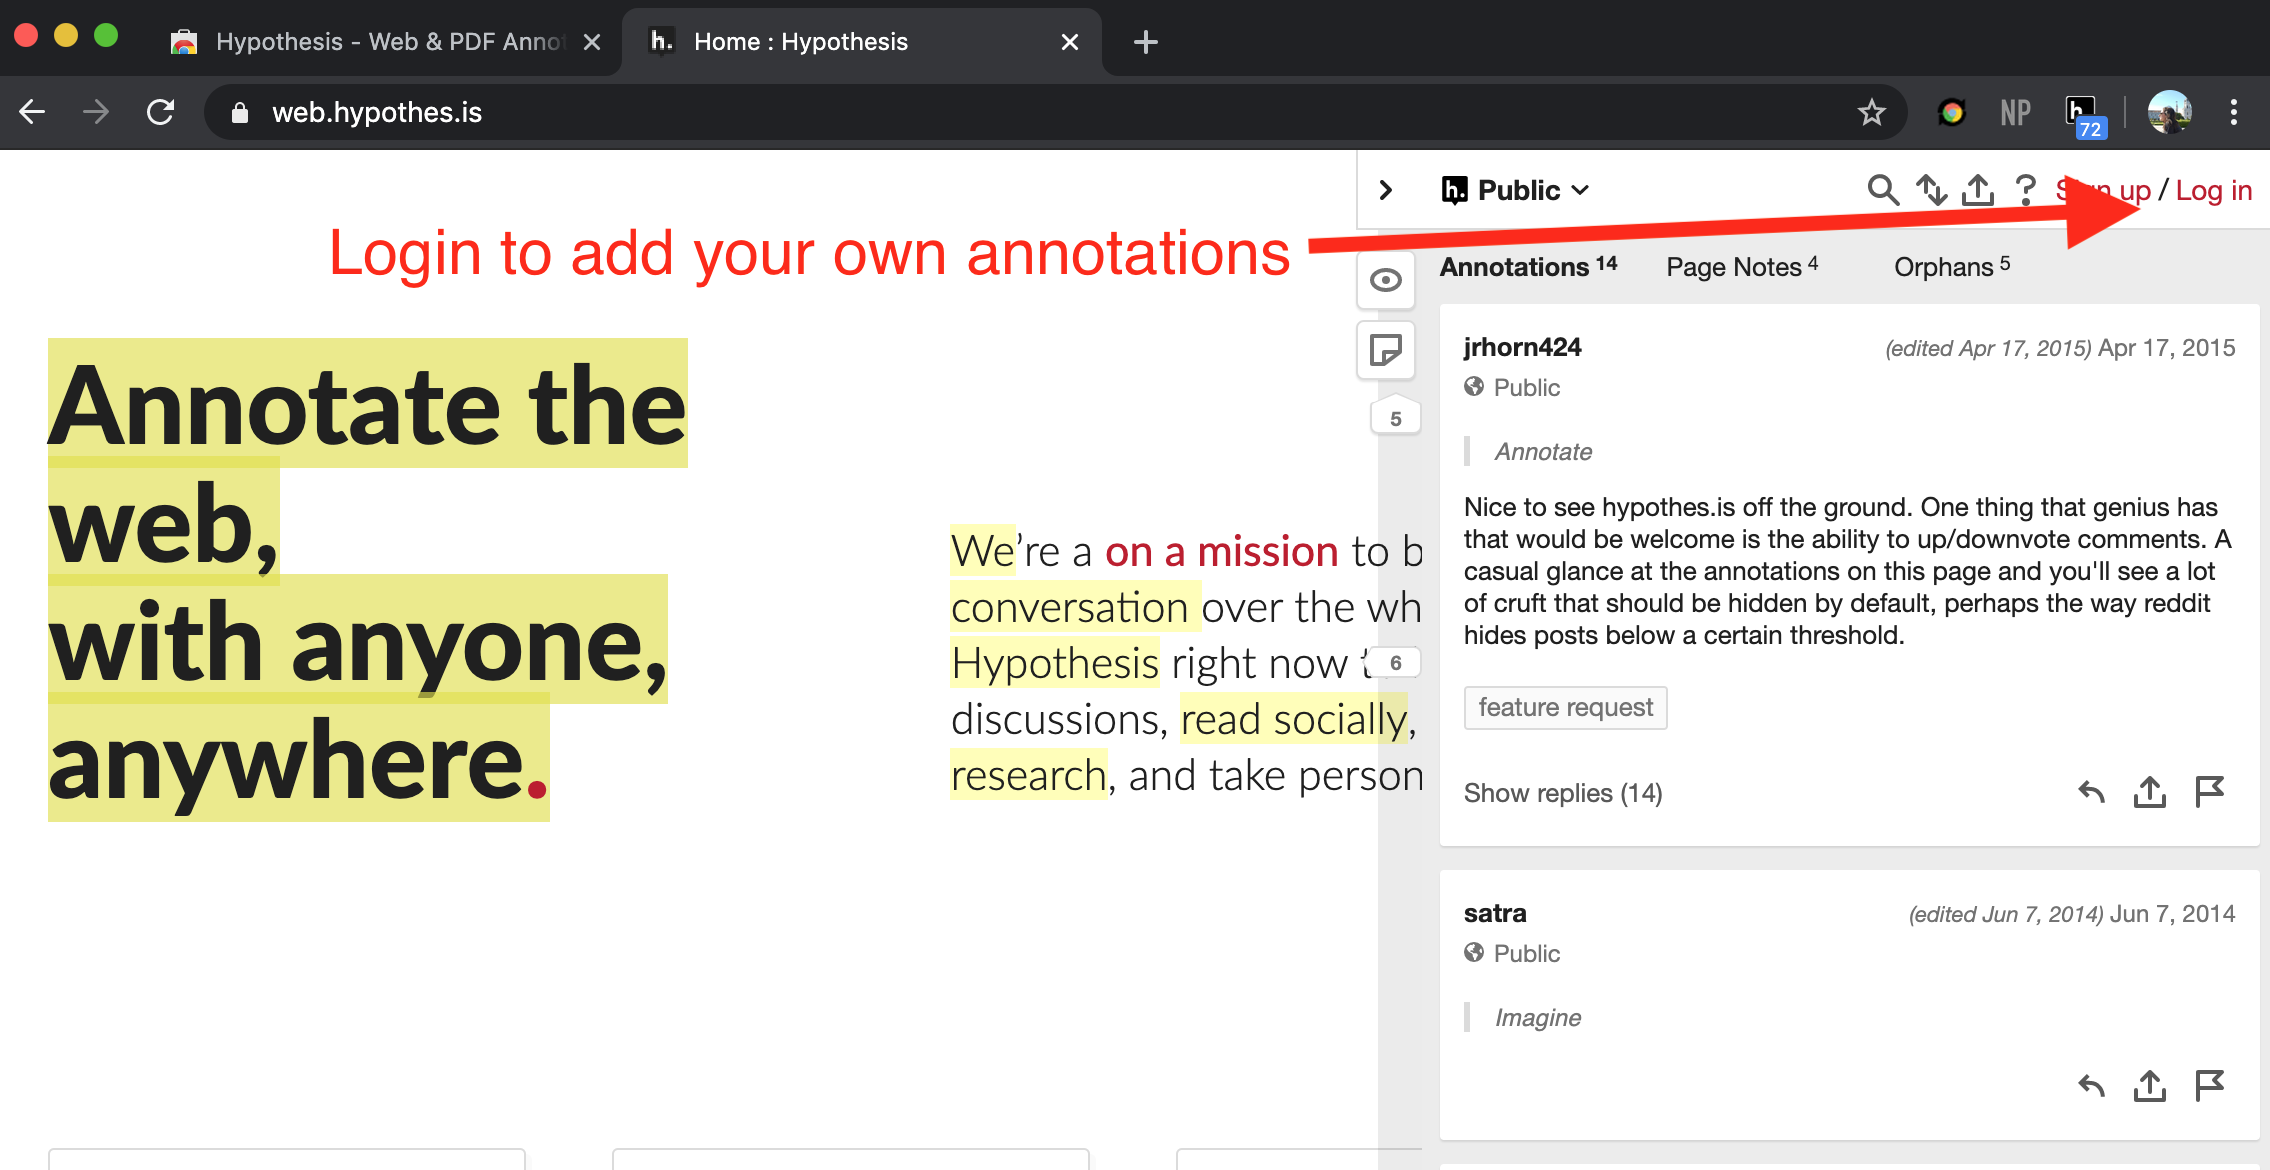 Hypothesis - Web & PDF Anno
Home : Hypothesis
web.hypothes.is
NP
h.
72
h. Public
? Sign up / Log in
Login to add your own annotations
Annotations 14 Page Notes 4 Orphans 5
Annotate the
web,
with anyone,
anywhere.
We’re a on a mission to b
conversation over the wh
Hypothesis right now t
discussions, read socially,
research, and take person
5
6
jrhorn424 (edited Apr 17, 2015) Apr 17, 2015
Public
Annotate
Nice to see hypothes.is off the ground. One thing that genius has
that would be welcome is the ability to up/downvote comments. A
casual glance at the annotations on this page and you'll see a lot
of cruft that should be hidden by default, perhaps the way reddit
hides posts below a certain threshold.
feature request
Show replies (14)
satra (edited Jun 7, 2014) Jun 7, 2014
Public
Imagine